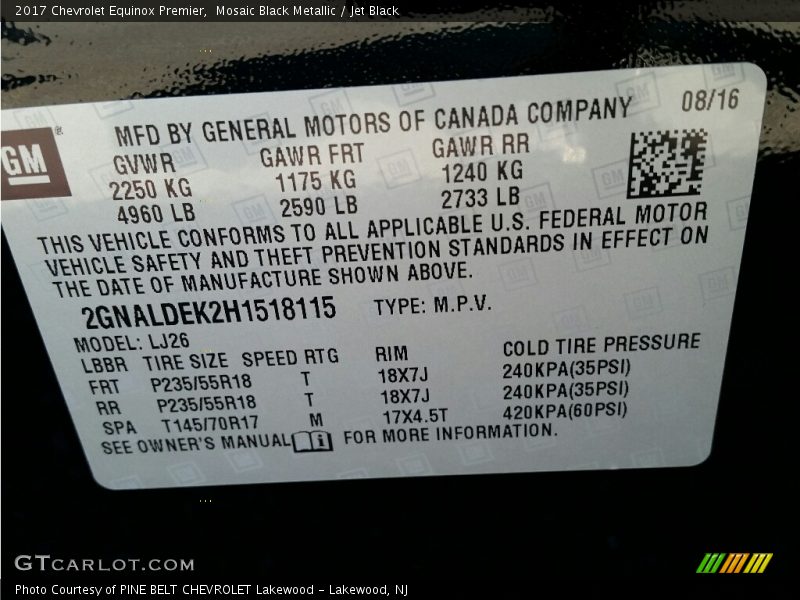 2017 Chevrolet Equinox Premier, Mosaic Black Metallic / Jet Black
GM
MFD BY GENERAL MOTORS OF CANADA COMPANY 08/16
GVWR GAWR FRT GAWR RR
2250 KG 1175 KG 1240 KG
4960 LB 2590 LB 2733 LB
THIS VEHICLE CONFORMS TO ALL APPLICABLE U.S. FEDERAL MOTOR
VEHICLE SAFETY AND THEFT PREVENTION STANDARDS IN EFFECT ON
THE DATE OF MANUFACTURE SHOWN ABOVE.
2GNALDEK2H1518115 TYPE: M.P.V.
MODEL: LJ26
LBBR TIRE SIZE SPEED RTG RIM COLD TIRE PRESSURE
FRT P235/55R18 T 18X7J 240KPA(35PSI)
RR P235/55R18 T 18X7J 240KPA(35PSI)
SPA T145/70R17 M 17X4.5T 420KPA(60PSI)
SEE OWNER'S MANUAL FOR MORE INFORMATION.
GTCARLOT.COM
Photo Courtesy of PINE BELT CHEVROLET Lakewood - Lakewood, NJ